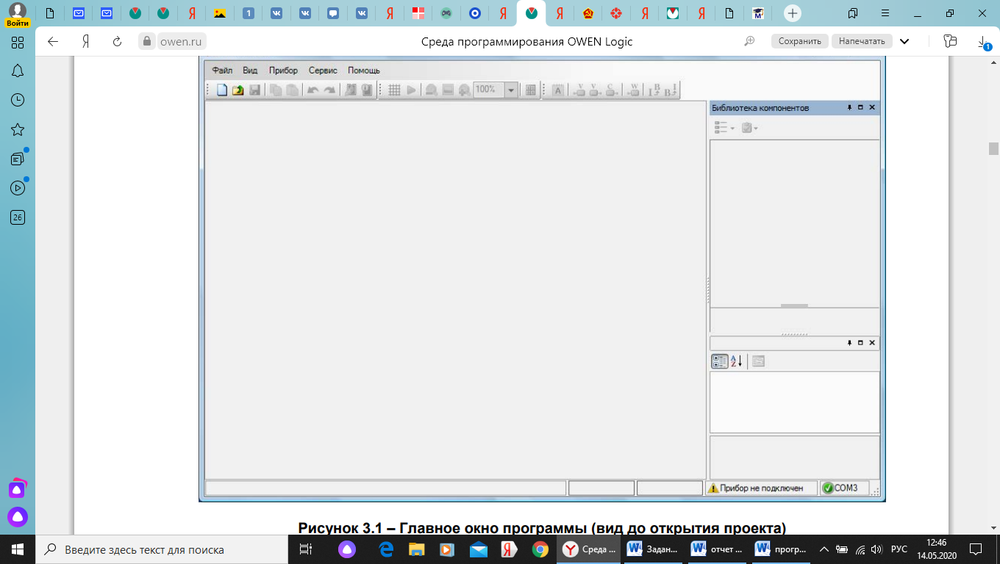 Войти
1
Я
owen.ru
Среда программирования OWEN Logic
Сохранить
Напечатать
1
26
Файл Вид Прибор Сервис Помощь
100%
Библиотека компонентов
Прибор не подключен
COM3
Рисунок 3.1 – Главное окно программы (вид до открытия проекта)
Введите здесь текст для поиска
Среда ...
Задан...
отчет ...
прогр...
РУС
12:46
14.05.2020